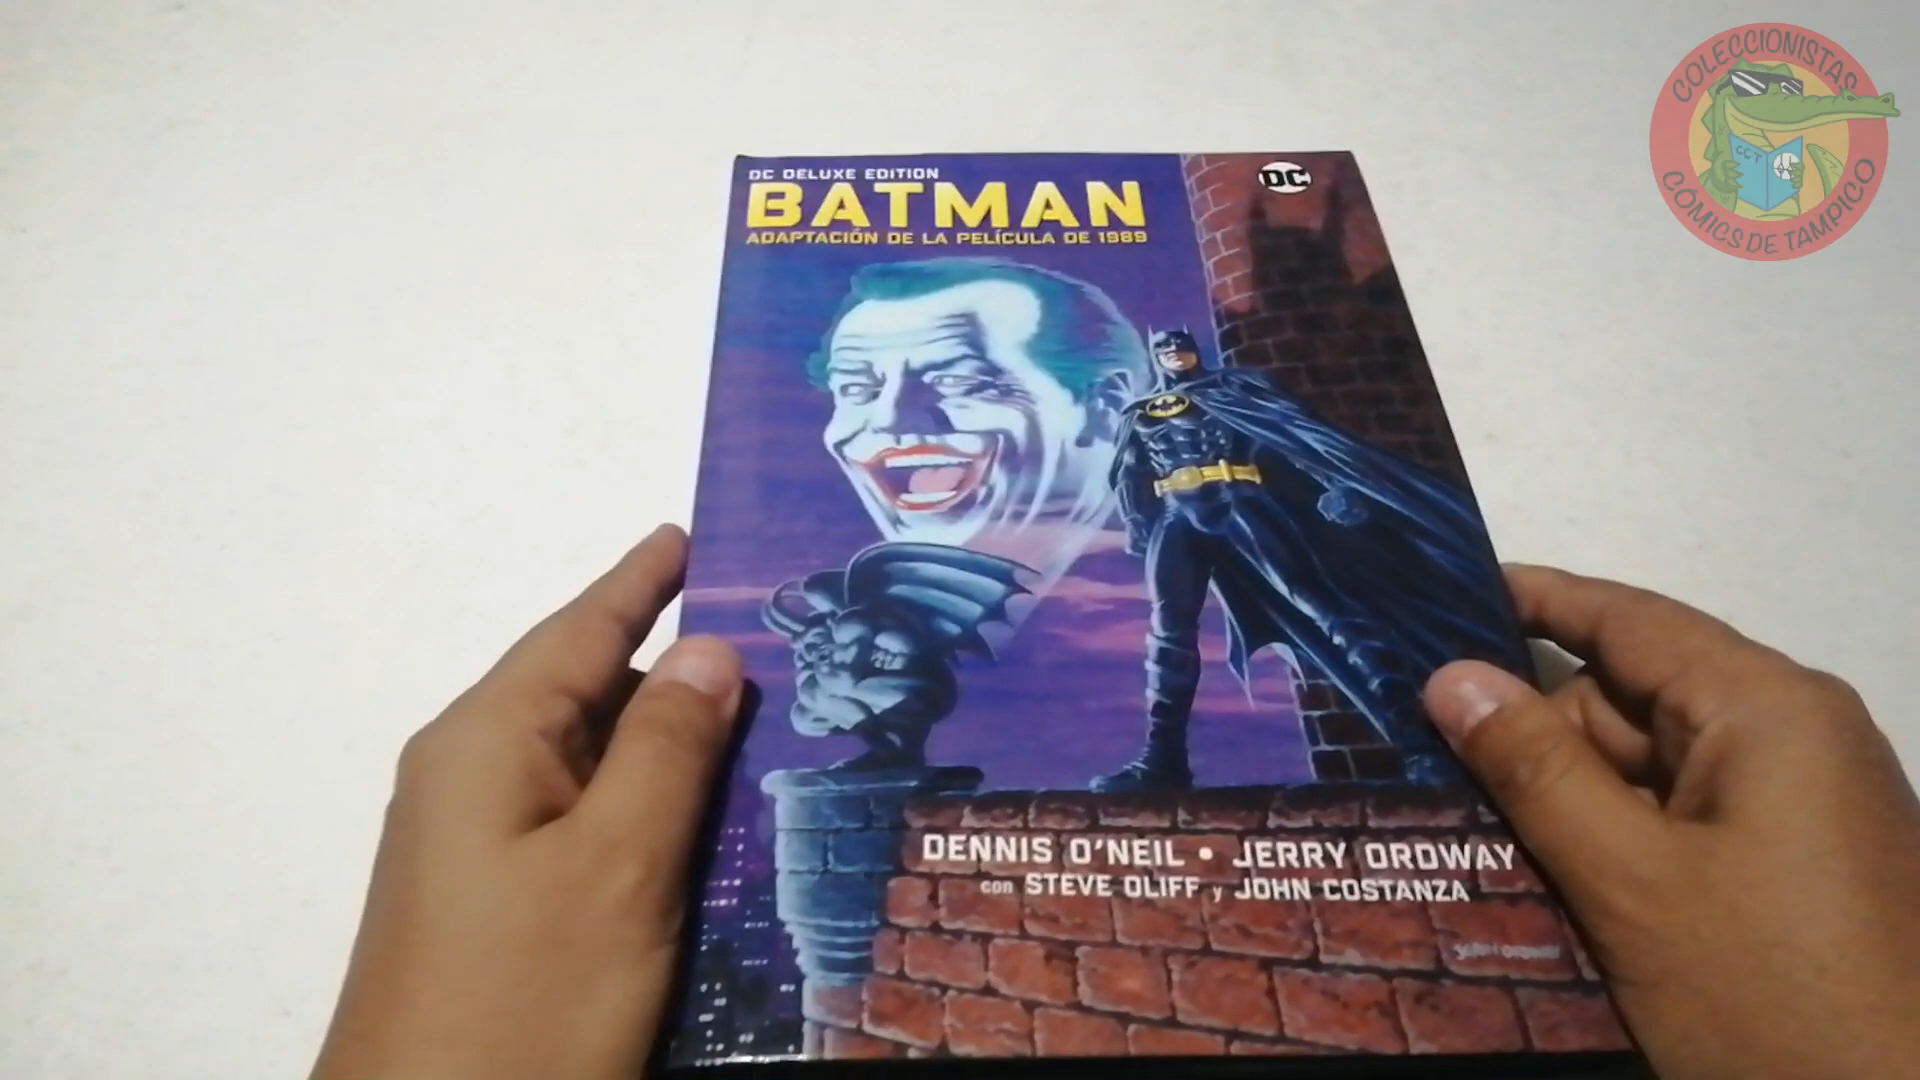 COLECCIONISTAS
CCT
CÓMICS DE TAMPICO
DC DELUXE EDITION
DC
BATMAN
ADAPTACIÓN DE LA PELÍCULA DE 1989
DENNIS O'NEIL • JERRY ORDWAY
con STEVE OLIFF y JOHN COSTANZA